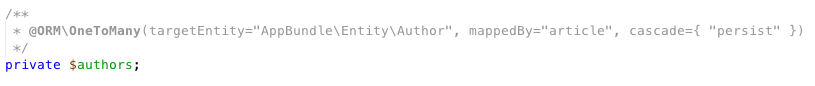 /**
 * @ORM\OneToMany(targetEntity="AppBundle\Entity\Author", mappedBy="article", cascade={ "persist" })
 */
private $authors;